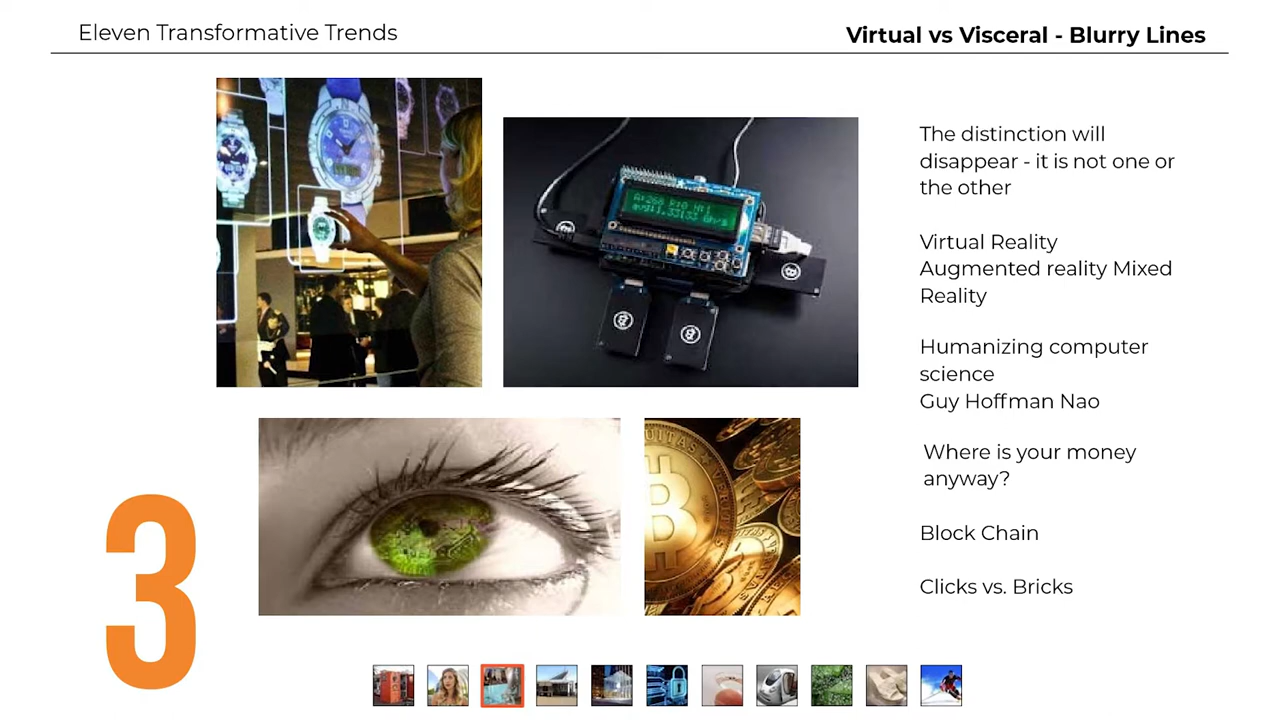 Eleven Transformative Trends
Virtual vs Visceral - Blurry Lines
The distinction will
disappear - it is not one or
the other
Virtual Reality
Augmented reality Mixed
Reality
Humanizing computer
science
Guy Hoffman Nao
Where is your money
anyway?
Block Chain
Clicks vs. Bricks
3